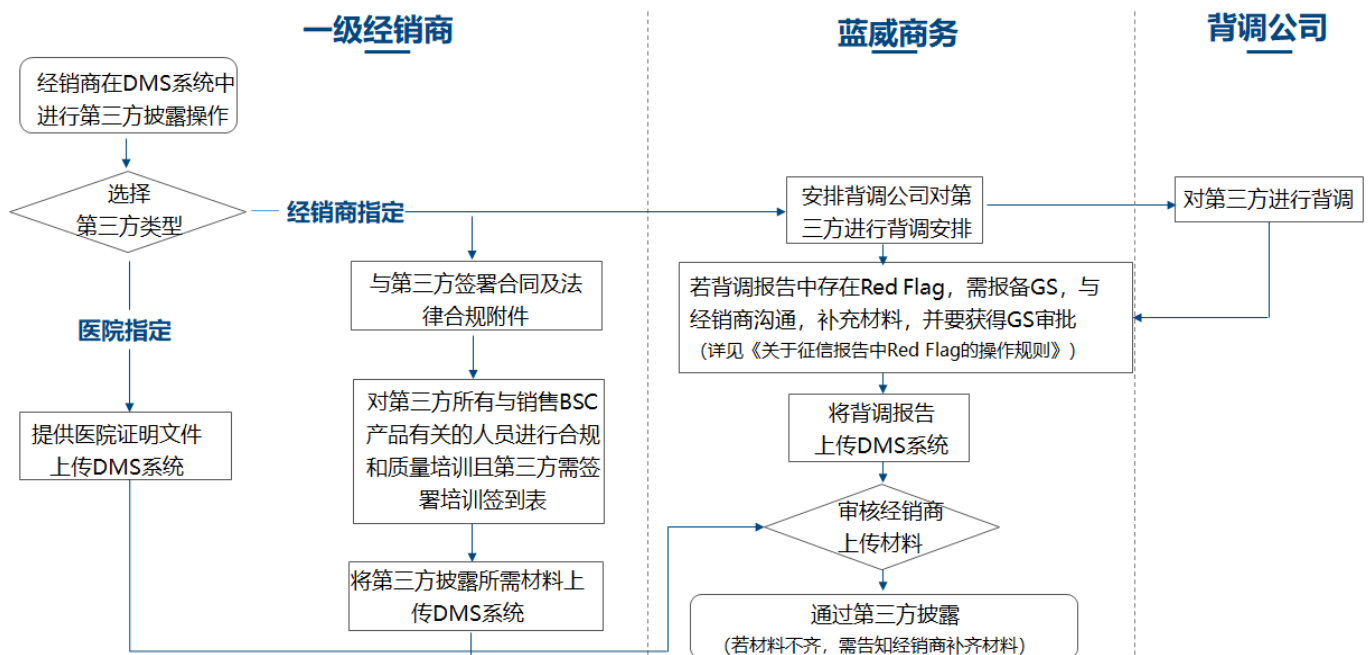 一级经销商
蓝威商务
背调公司
经销商在DMS系统中
进行第三方披露操作
选择
第三方类型
经销商指定
医院指定
提供医院证明文件
上传DMS系统
与第三方签署合同及法
律合规附件
对第三方所有与销售BSC
产品有关的人员进行合规
和质量培训且第三方需签
署培训签到表
将第三方披露所需材料上
传DMS系统
安排背调公司对第
三方进行背调安排
对第三方进行背调
若背调报告中存在Red Flag，需报备GS，与
经销商沟通，补充材料，并要获得GS审批
（详见《关于征信报告中Red Flag的操作规则》）
将背调报告
上传DMS系统
审核经销商
上传材料
通过第三方披露
（若材料不齐，需告知经销商补齐材料）